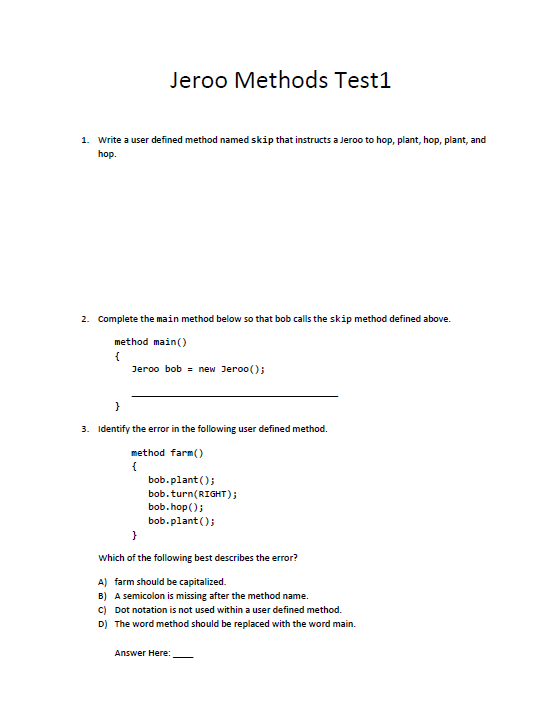 Jeroo Methods Test1
1. Write a user defined method named skip that instructs a Jeroo to hop, plant, hop, plant, and
hop.
2. Complete the main method below so that bob calls the skip method defined above.
method main()
{
Jeroo bob = new Jeroo();
}
3. Identify the error in the following user defined method.
method farm()
{
bob.plant();
bob.turn(RIGHT);
bob.hop();
bob.plant();
}
Which of the following best describes the error?
A) farm should be capitalized.
B) A semicolon is missing after the method name.
C) Dot notation is not used within a user defined method.
D) The word method should be replaced with the word main.
Answer Here: ____